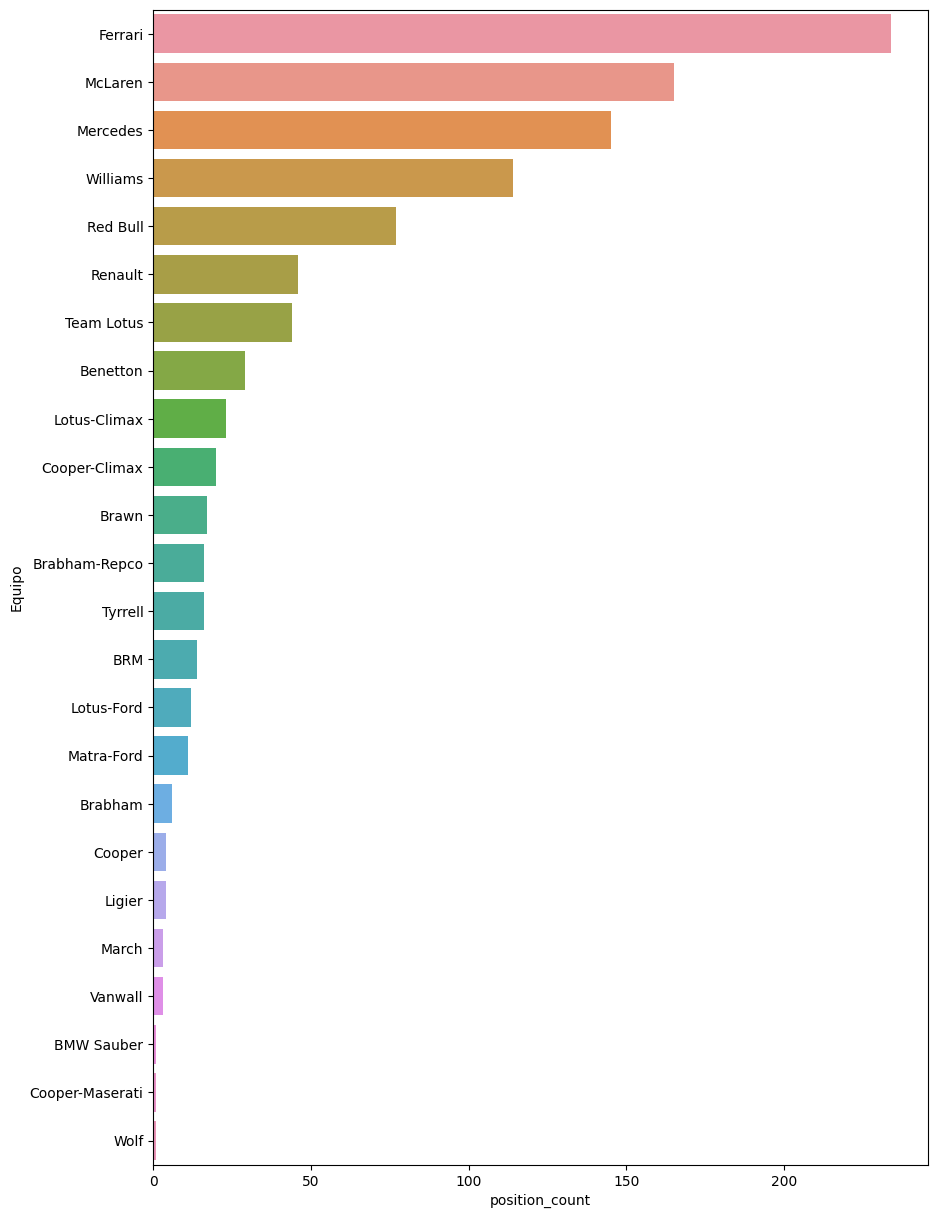 Ferrari
McLaren
Mercedes
Williams
Red Bull
Renault
Team Lotus
Benetton
Lotus-Climax
Cooper-Climax
Brawn
Brabham-Repco
Tyrrell
BRM
Lotus-Ford
Matra-Ford
Brabham
Cooper
Ligier
March
Vanwall
BMW Sauber
Cooper-Maserati
Wolf
Equipo
0 50 100 150 200
position_count